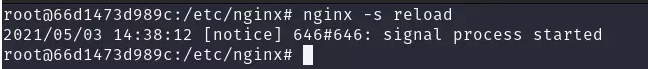 root@66d1473d989c:/etc/nginx# nginx -s reload
2021/05/03 14:38:12 [notice] 646#646: signal process started
root@66d1473d989c:/etc/nginx#